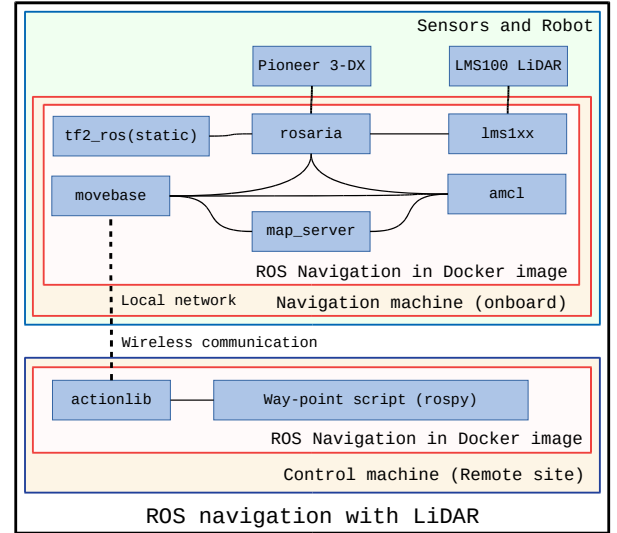 Sensors and Robot
Pioneer 3-DX
LMS100 LiDAR
tf2_ros(static)
rosaria
lms1xx
movebase
amcl
map_server
ROS Navigation in Docker image
Local network
Navigation machine (onboard)
Wireless communication
actionlib
Way-point script (rospy)
ROS Navigation in Docker image
Control machine (Remote site)
ROS navigation with LiDAR